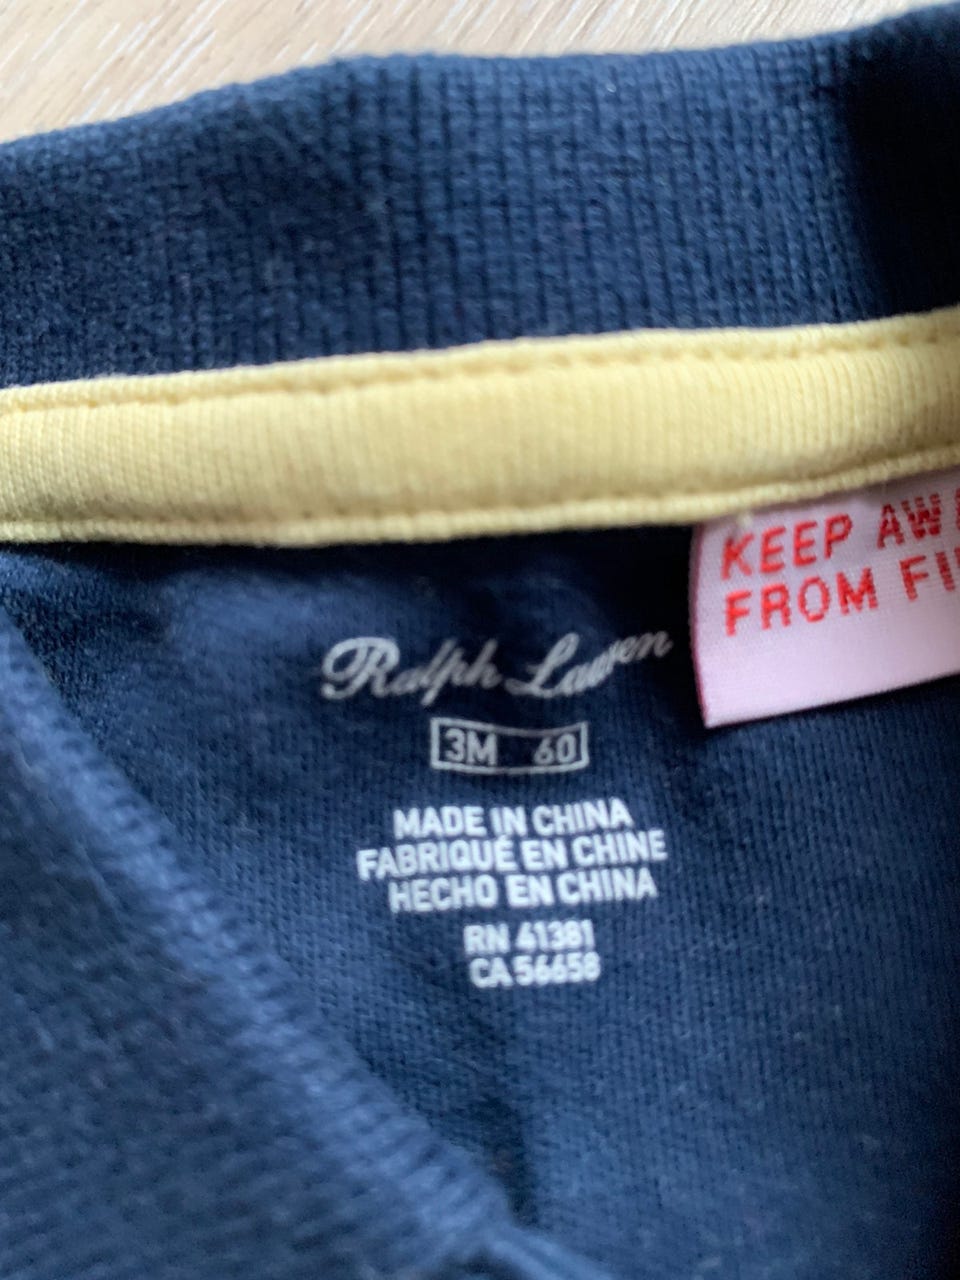 KEEP AW
FROM FI
Ralph Lauren
3M 60
MADE IN CHINA
FABRIQUÉ EN CHINE
HECHO EN CHINA
RN 41381
CA 56658